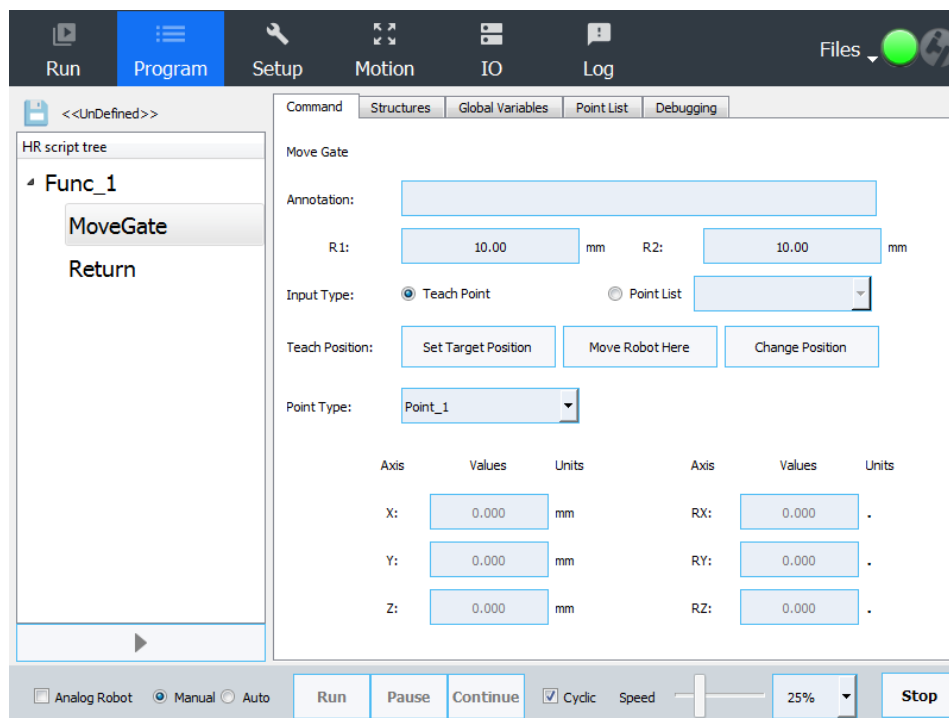 Run Program Setup Motion IO Log Files
<<UnDefined>>
Command Structures Global Variables Point List Debugging
HR script tree
Func_1
MoveGate
Return
Move Gate
Annotation:
R1: 10.00 mm R2: 10.00 mm
Input Type: Teach Point Point List
Teach Position: Set Target Position Move Robot Here Change Position
Point Type: Point_1
Axis Values Units Axis Values Units
X: 0.000 mm RX: 0.000 .
Y: 0.000 mm RY: 0.000 .
Z: 0.000 mm RZ: 0.000 .
Analog Robot Manual Auto Run Pause Continue Cyclic Speed 25% Stop